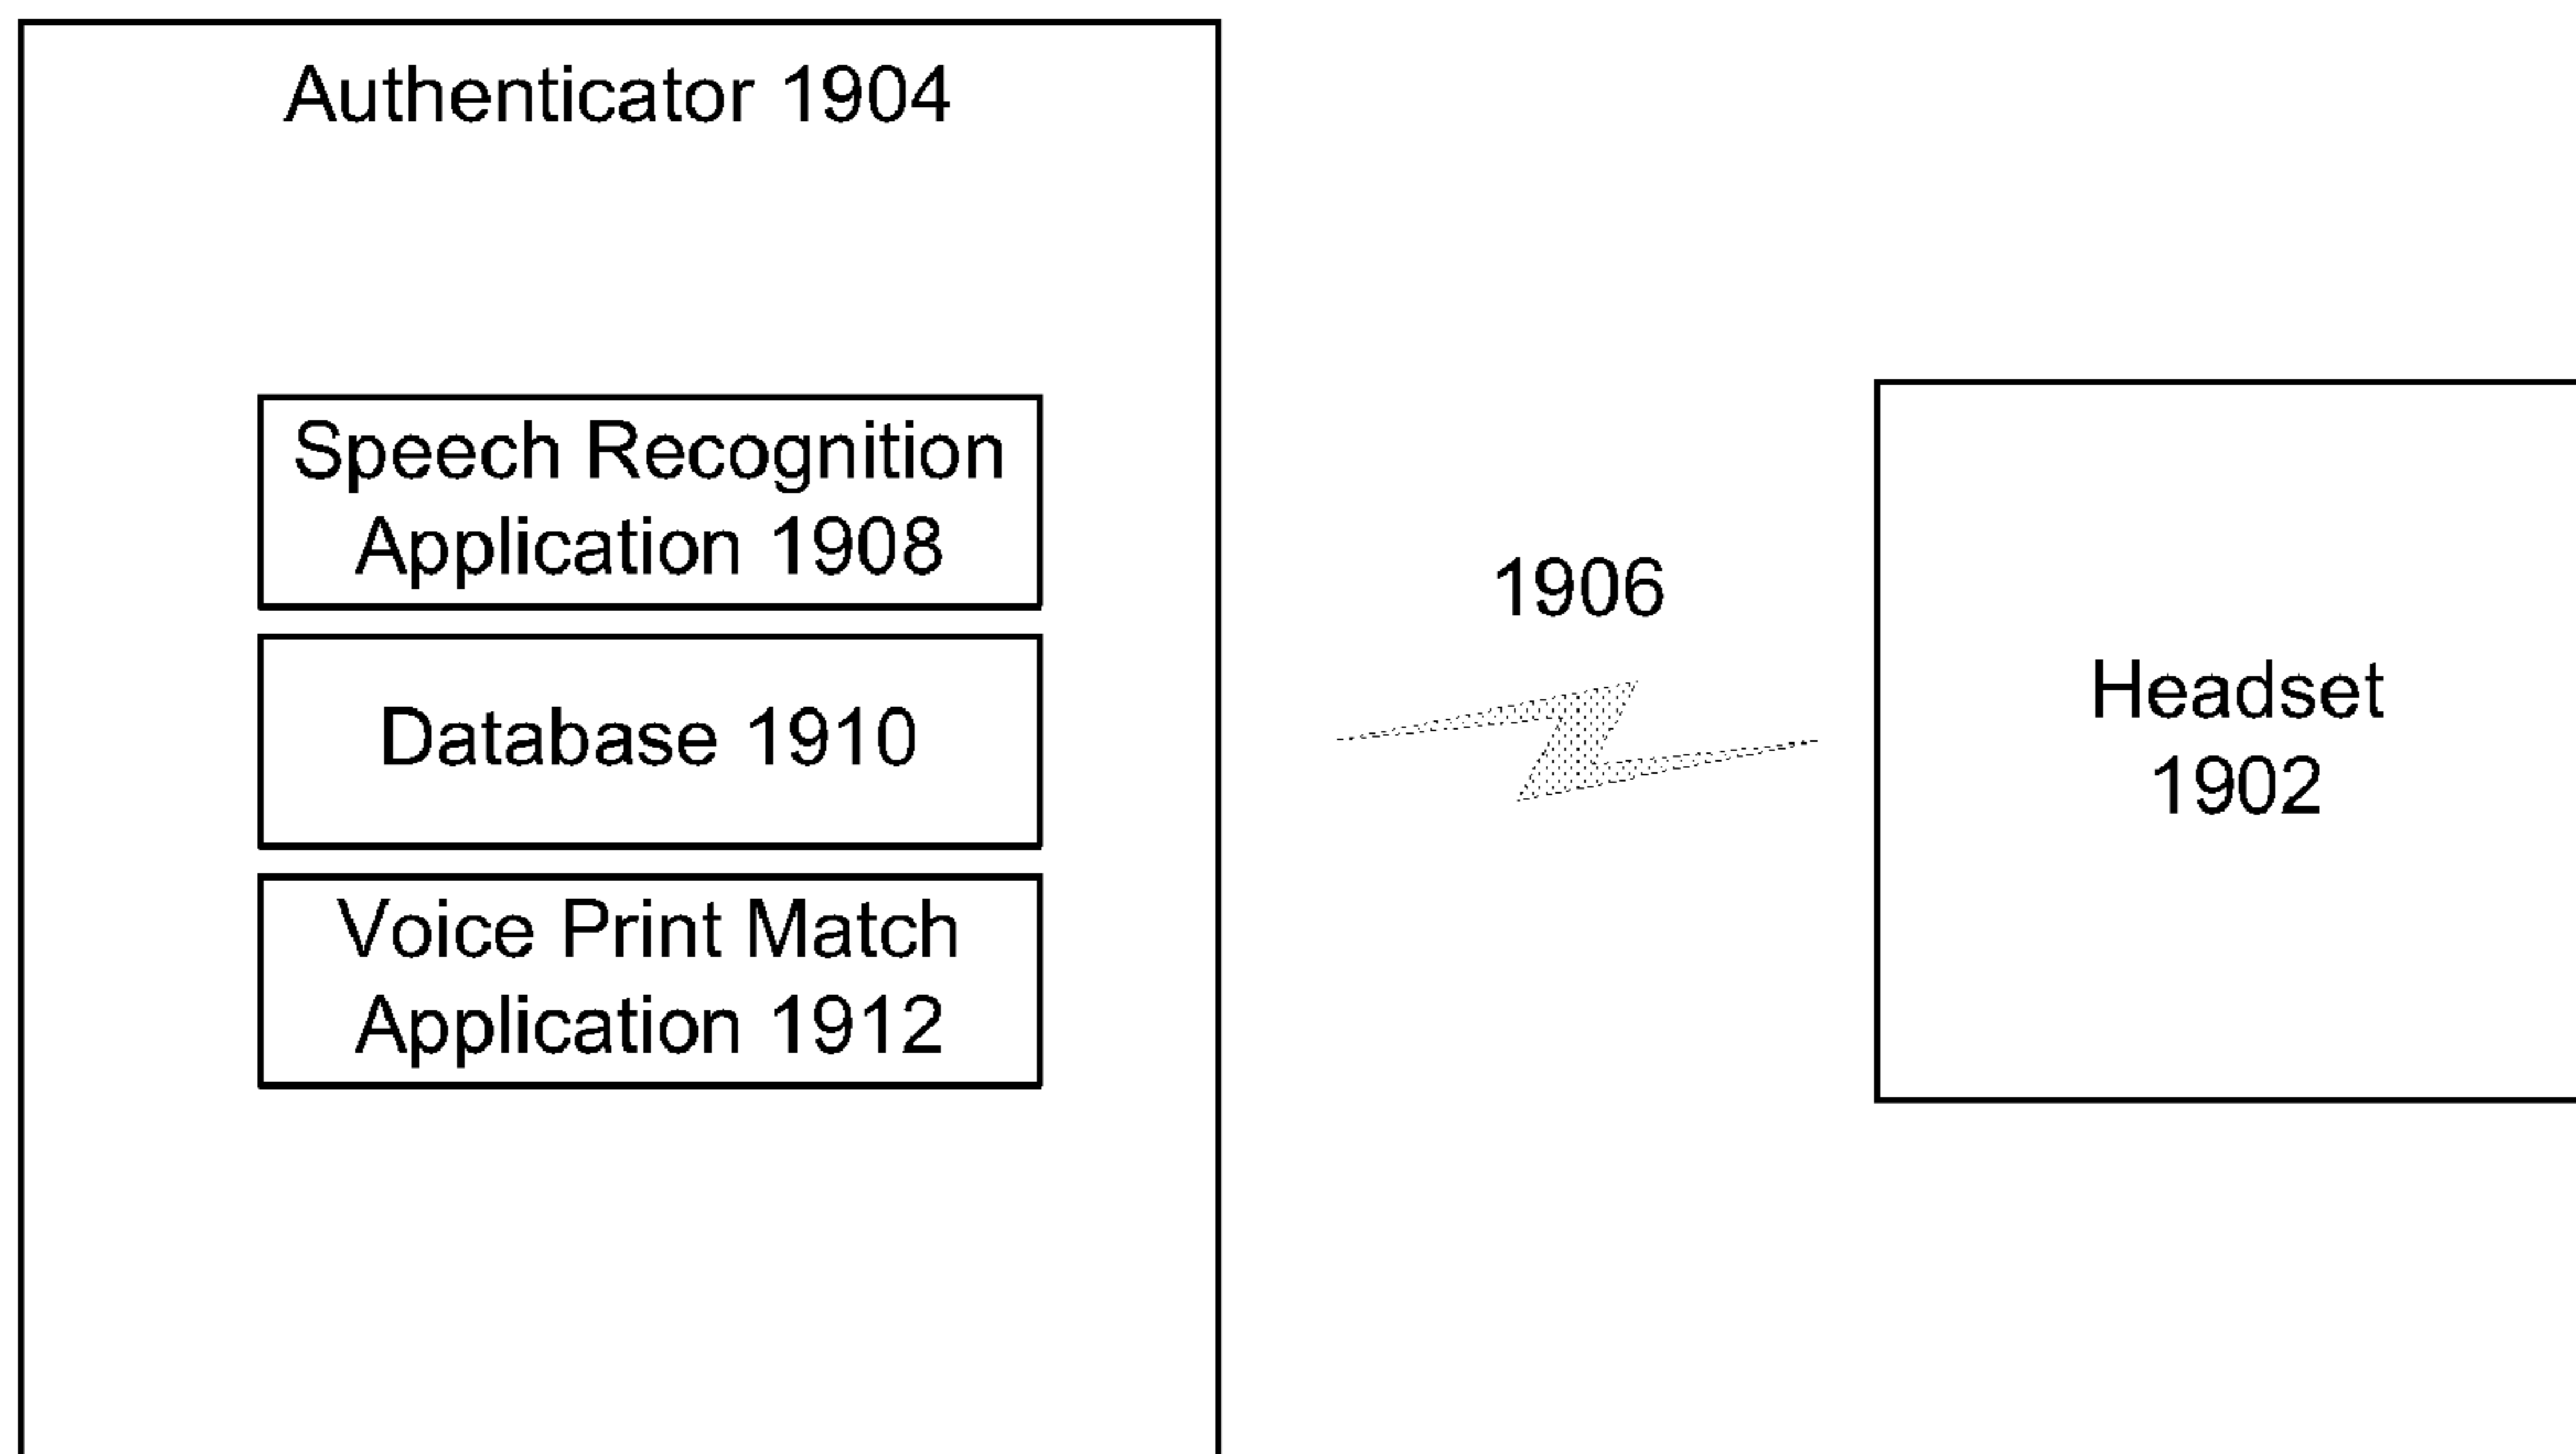 Authenticator 1904
Speech Recognition
Application 1908
Database 1910
Voice Print Match
Application 1912
1906
Headset
1902